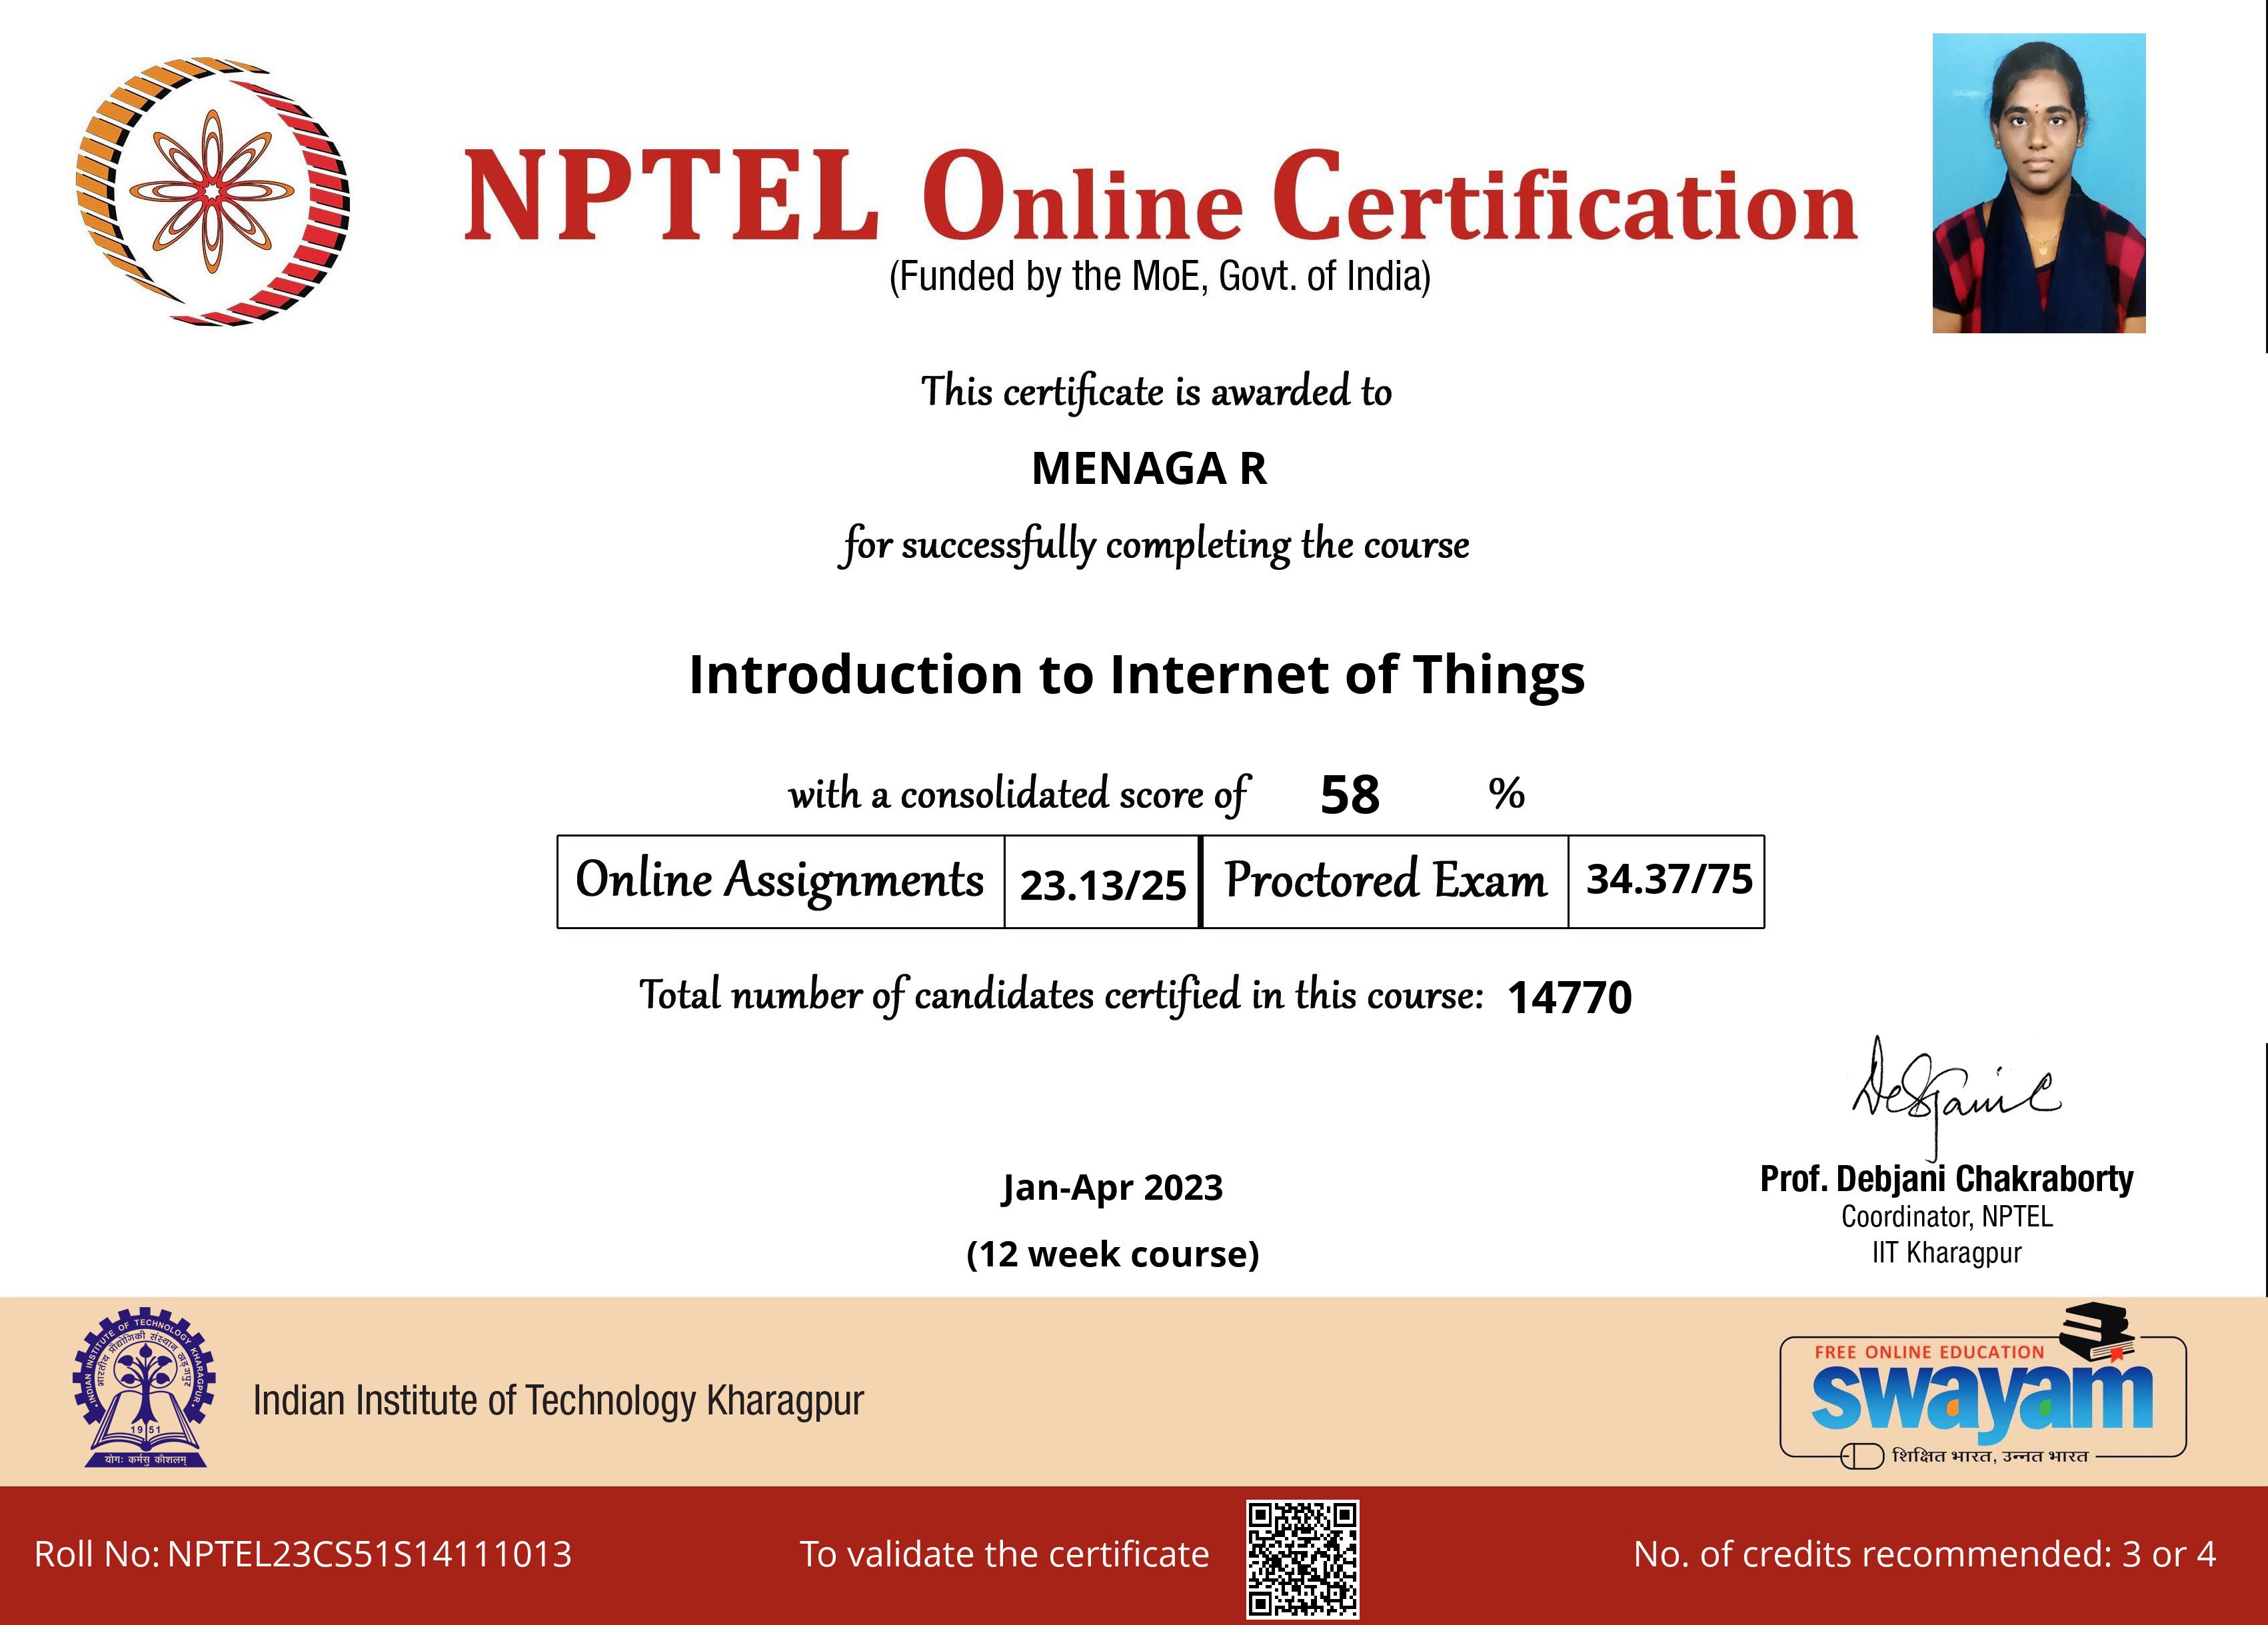 NPTEL Online Certification
(Funded by the MoE, Govt. of India)
This certificate is awarded to
MENAGA R
for successfully completing the course
Introduction to Internet of Things
with a consolidated score of 58 %
Online Assignments 23.13/25 Proctored Exam 34.37/75
Total number of candidates certified in this course: 14770
Jan-Apr 2023
(12 week course)
Prof. Debjani Chakraborty
Coordinator, NPTEL
IIT Kharagpur
INDIAN INSTITUTE OF TECHNOLOGY KHARAGPUR
भारतीय प्रौद्योगिकी संस्थान खड़गपुर
1951
योगः कर्मसु कौशलम्
Indian Institute of Technology Kharagpur
FREE ONLINE EDUCATION
swayam
शिक्षित भारत, उन्नत भारत
Roll No: NPTEL23CS51S14111013
To validate the certificate
No. of credits recommended: 3 or 4